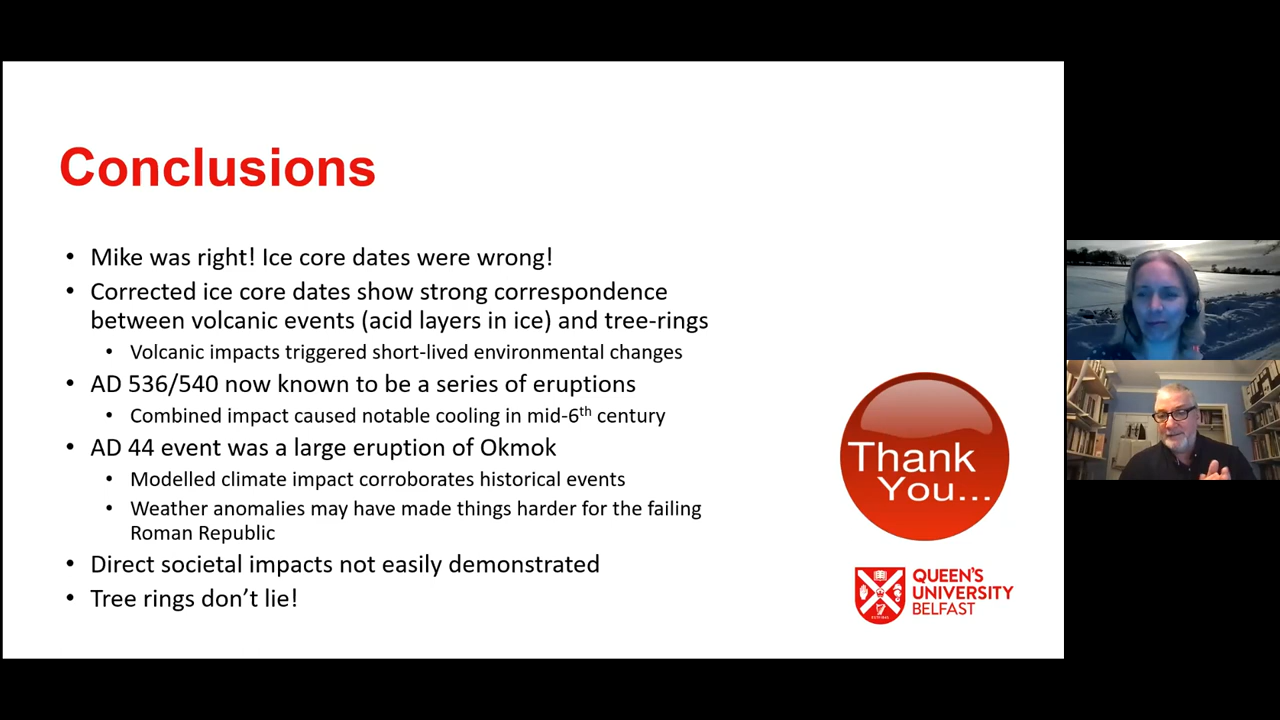 Conclusions
• Mike was right! Ice core dates were wrong!
• Corrected ice core dates show strong correspondence
between volcanic events (acid layers in ice) and tree-rings
• Volcanic impacts triggered short-lived environmental changes
• AD 536/540 now known to be a series of eruptions
• Combined impact caused notable cooling in mid-6th century
• AD 44 event was a large eruption of Okmok
• Modelled climate impact corroborates historical events
• Weather anomalies may have made things harder for the failing
Roman Republic
• Direct societal impacts not easily demonstrated
• Tree rings don’t lie!
Thank
You...
QUEEN'S
UNIVERSITY
BELFAST